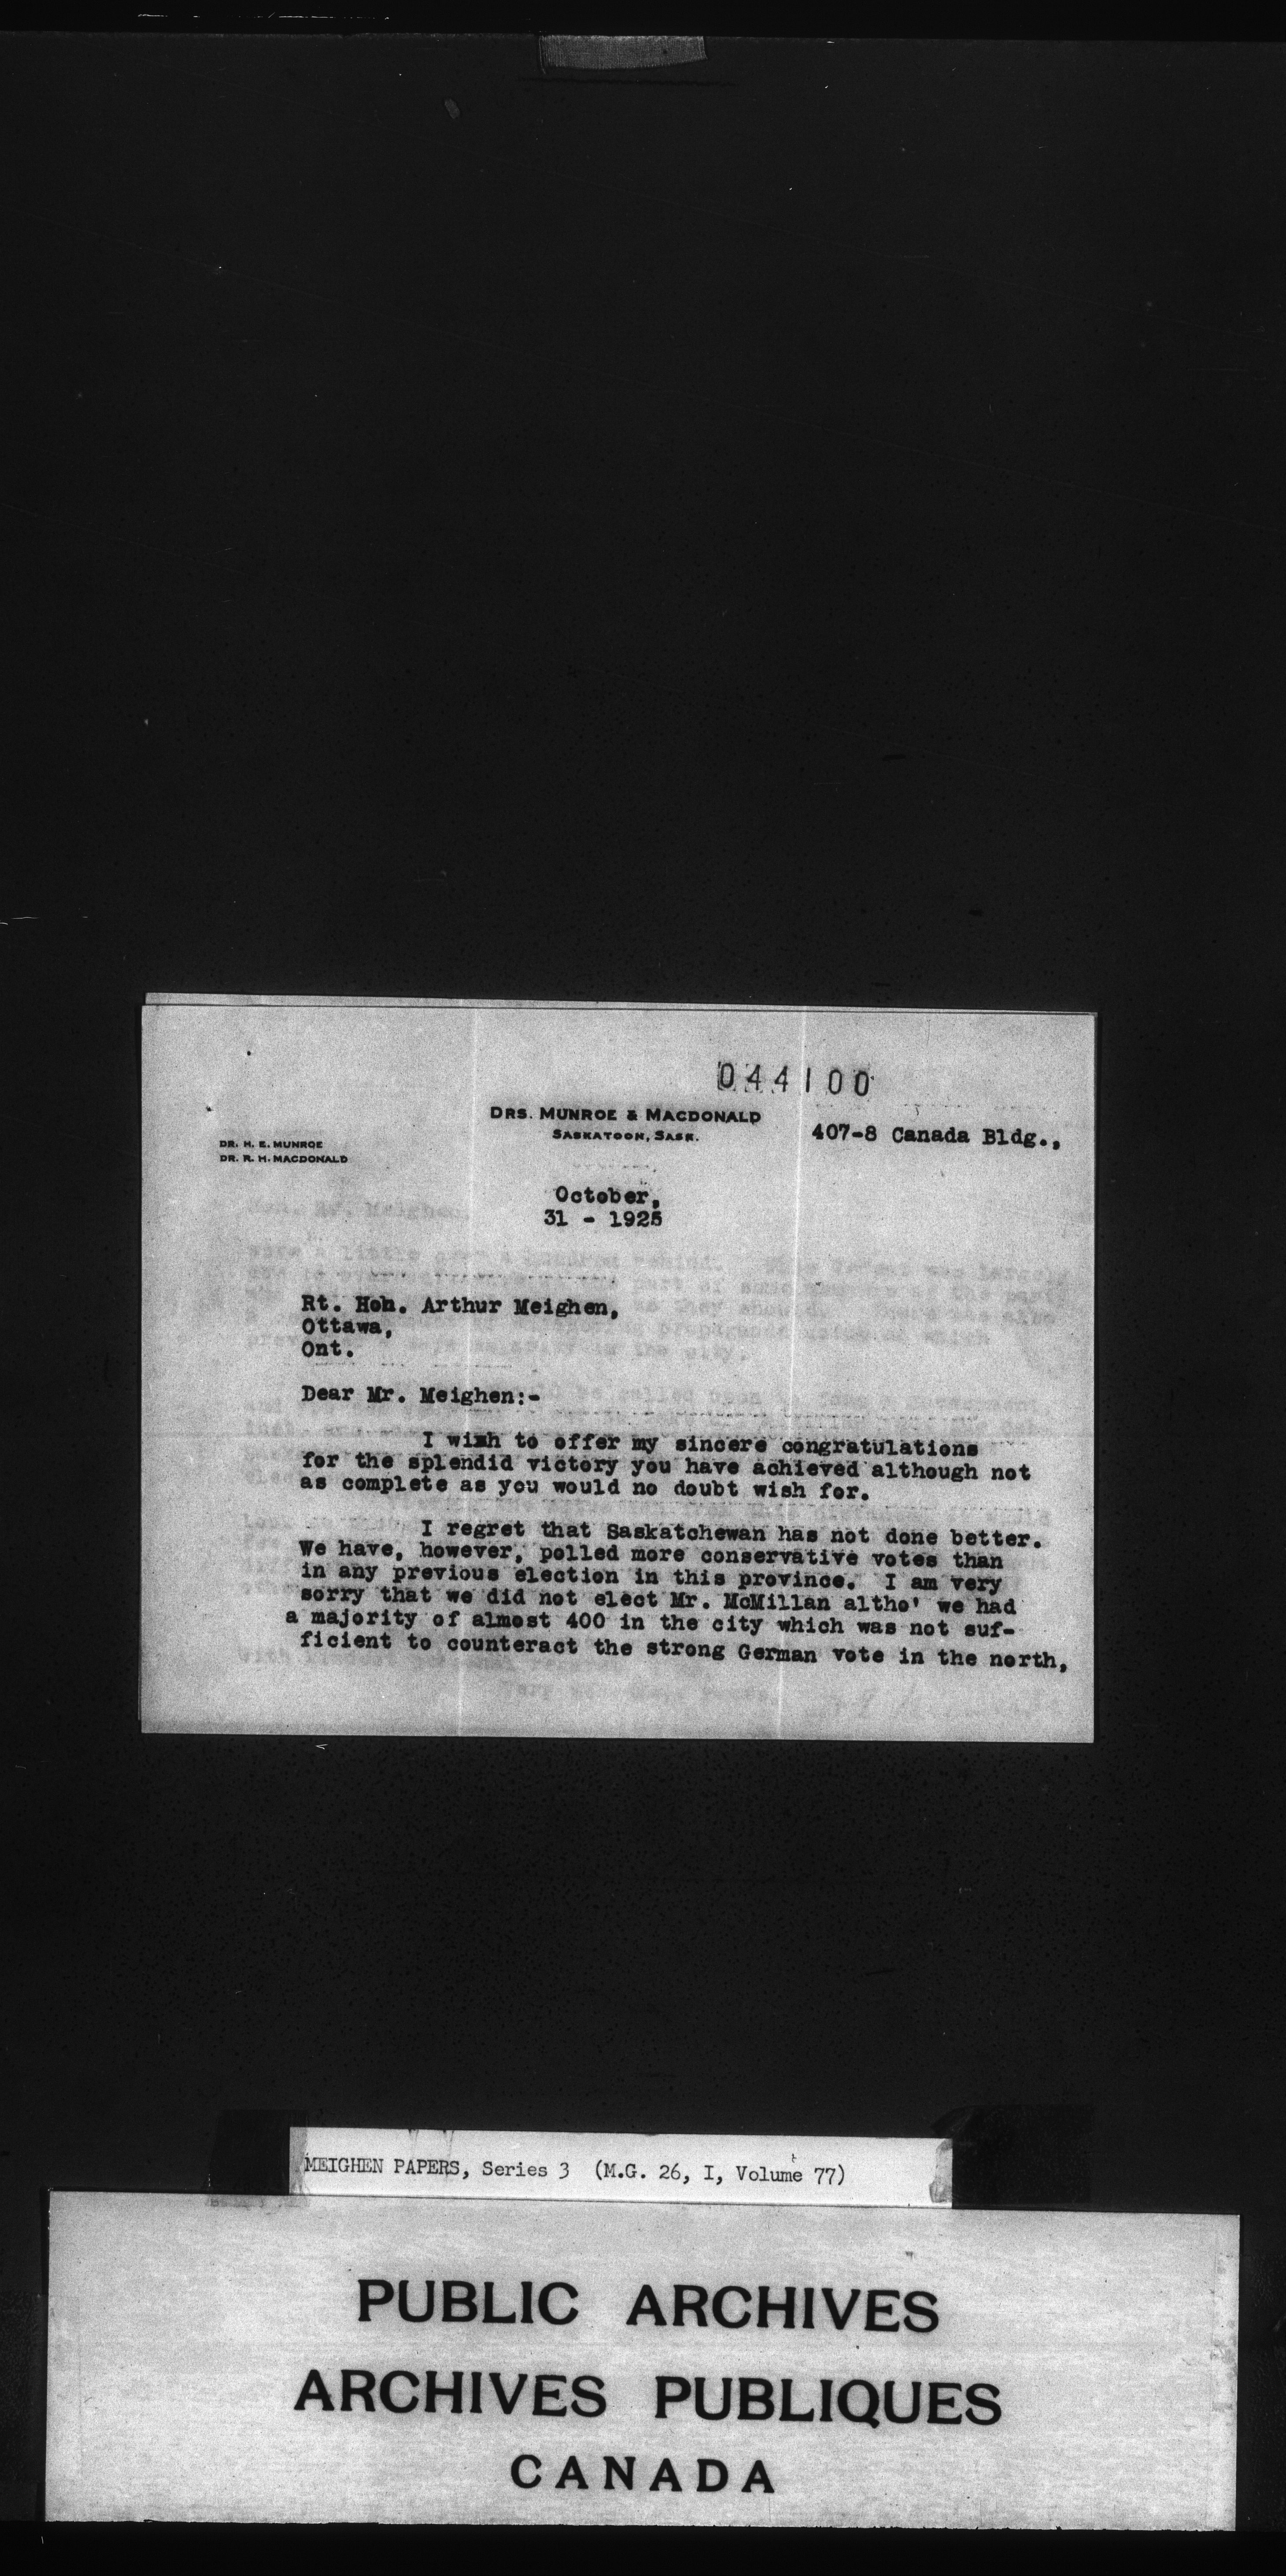 044100
DRS. MUNROE & MACDONALD
SASKATOON, SASK.
407-8 Canada Bldg.,
DR. H. E. MUNROE
DR. R. H. MACDONALD
October,
31 - 1925
Rt. Hon. Arthur Meighen,
Ottawa,
Ont.
Dear Mr. Meighen:-
I wish to offer my sincere congratulations
for the splendid victory you have achieved although not
as complete as you would no doubt wish for.
I regret that Saskatchewan has not done better.
We have, however, polled more conservative votes than
in any previous election in this province. I am very
sorry that we did not elect Mr. McMillan altho' we had
a majority of almost 400 in the city which was not suf-
ficient to counteract the strong German vote in the north,
MEIGHEN PAPERS, Series 3 (M.G. 26, I, Volume 77)
PUBLIC ARCHIVES
ARCHIVES PUBLIQUES
CANADA